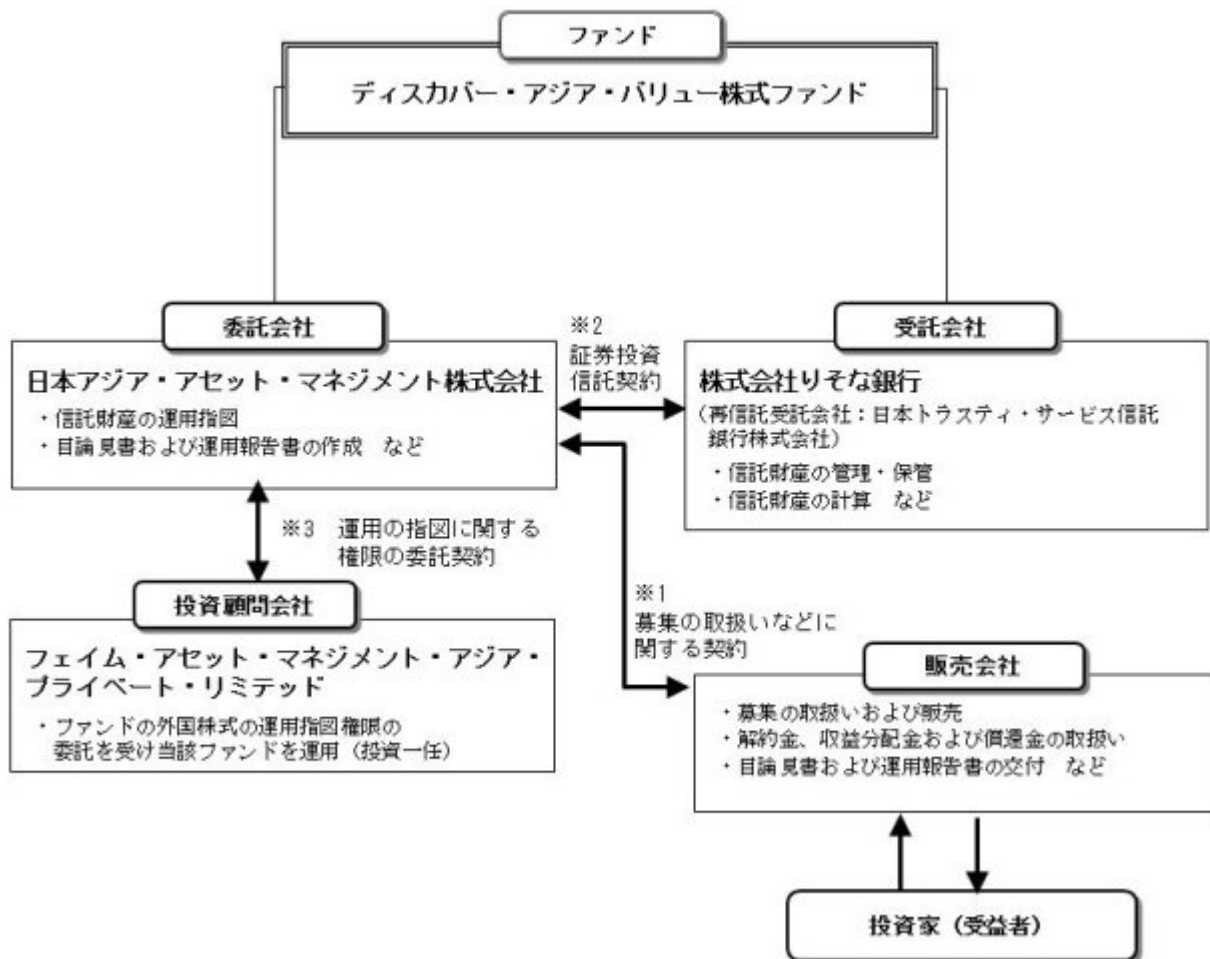 ファンド
ディスカバー・アジア・バリュー株式ファンド
委託会社
日本アジア・アセット・マネジメント株式会社
・信託財産の運用指図
・目論見書および運用報告書の作成　など
※2
証券投資
信託契約
受託会社
株式会社りそな銀行
（再信託受託会社：日本トラスティ・サービス信託
銀行株式会社）
・信託財産の管理・保管
・信託財産の計算　など
※3　運用の指図に関する
権限の委託契約
投資顧問会社
フェイム・アセット・マネジメント・アジア・
プライベート・リミテッド
・ファンドの外国株式の運用指図権限の
委託を受け当該ファンドを運用（投資一任）
※1
募集の取扱いなどに
関する契約
販売会社
・募集の取扱いおよび販売
・解約金、収益分配金および償還金の取扱い
・目論見書および運用報告書の交付　など
投資家（受益者）